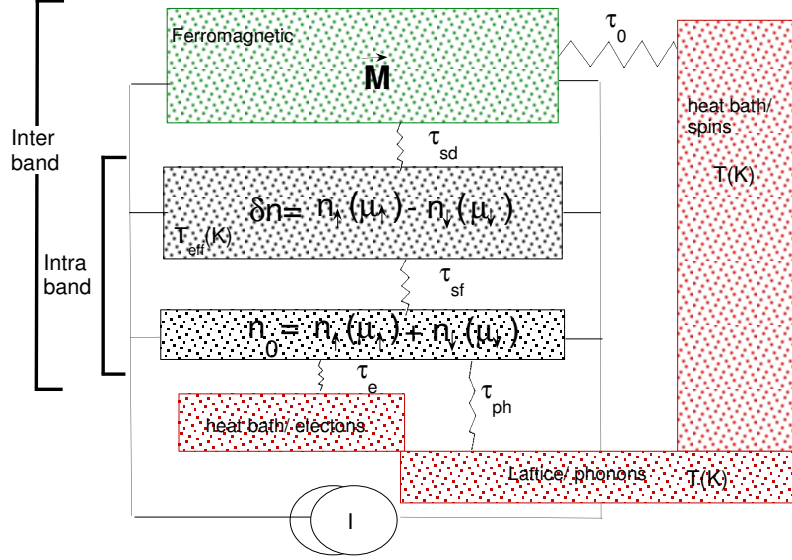 Ferromagnetic
M
τ0
heat bath/
spins
T(K)
Inter
band
τsd
δn= n↑(μ↑) - n↓(μ↓)
Teff(K)
Intra
band
τsf
n0= n↑(μ↑) + n↓(μ↓)
τe
τph
heat bath/ electons
Lattice/ phonons
T(K)
I